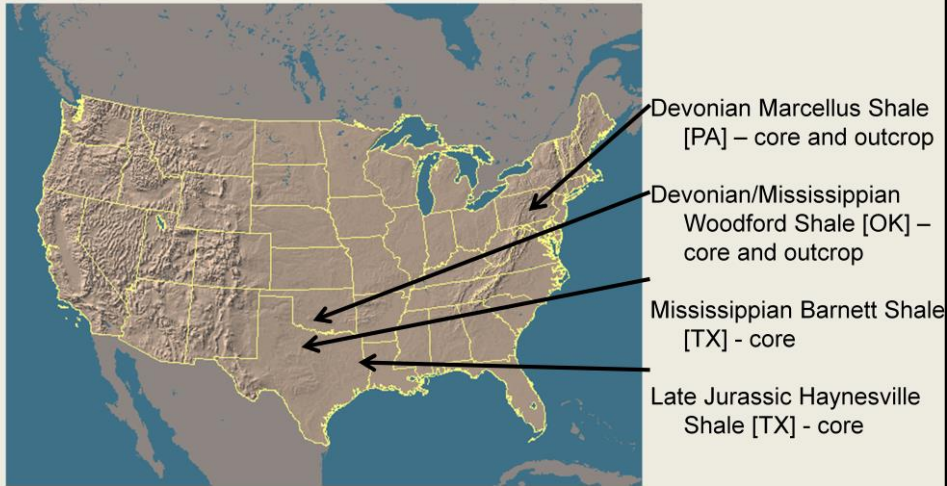 Devonian Marcellus Shale
[PA] – core and outcrop
Devonian/Mississippian
Woodford Shale [OK] –
core and outcrop
Mississippian Barnett Shale
[TX] - core
Late Jurassic Haynesville
Shale [TX] - core